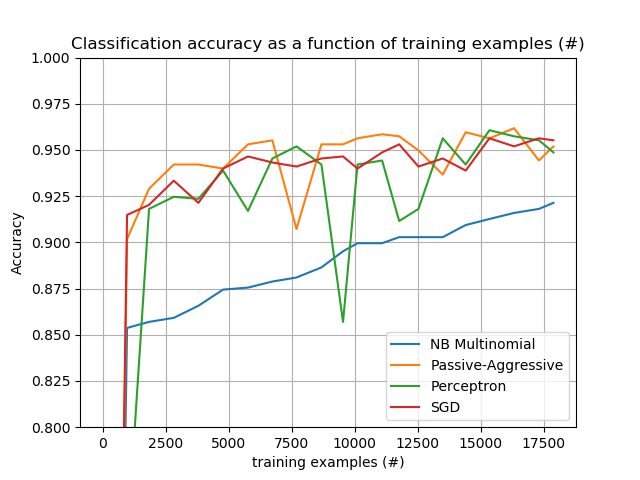 Classification accuracy as a function of training examples (#)
1.000
0.975
0.950
0.925
0.900
0.875
0.850
0.825
0.800
Accuracy
NB Multinomial
Passive-Aggressive
Perceptron
SGD
0 2500 5000 7500 10000 12500 15000 17500
training examples (#)